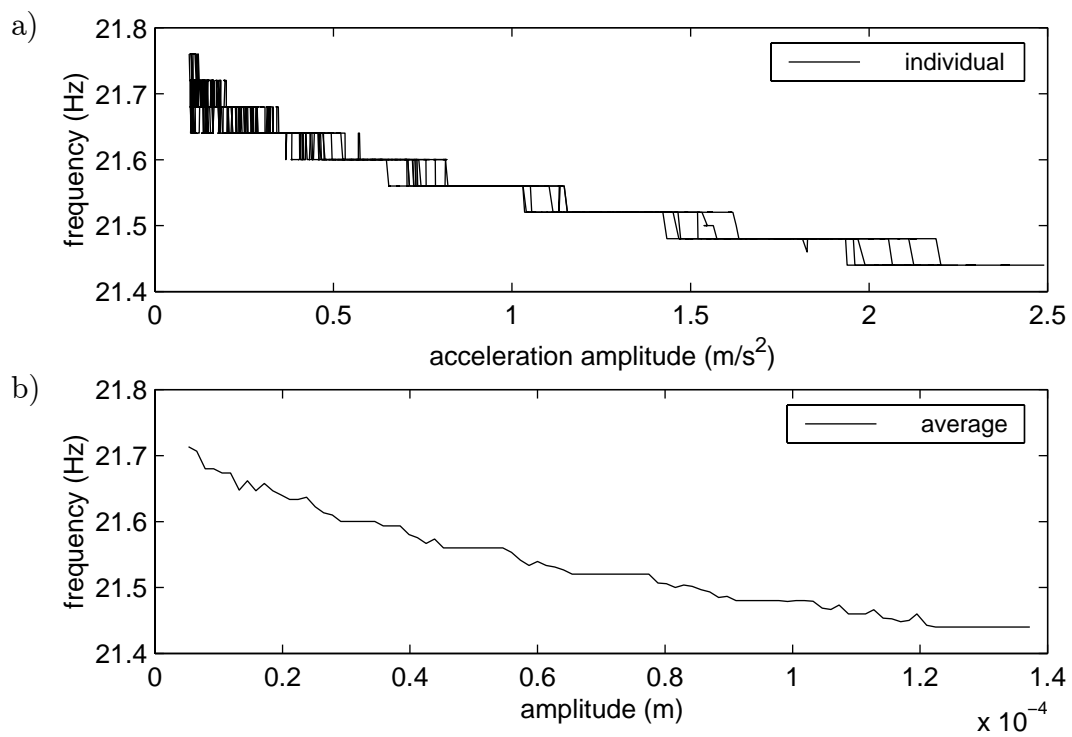 a)
21.8
21.7
21.6
21.5
21.4
frequency (Hz)
individual
0 0.5 1 1.5 2 2.5
acceleration amplitude (m/s²)
b)
21.8
21.7
21.6
21.5
21.4
frequency (Hz)
average
0 0.2 0.4 0.6 0.8 1 1.2 1.4
amplitude (m)
x 10⁻⁴